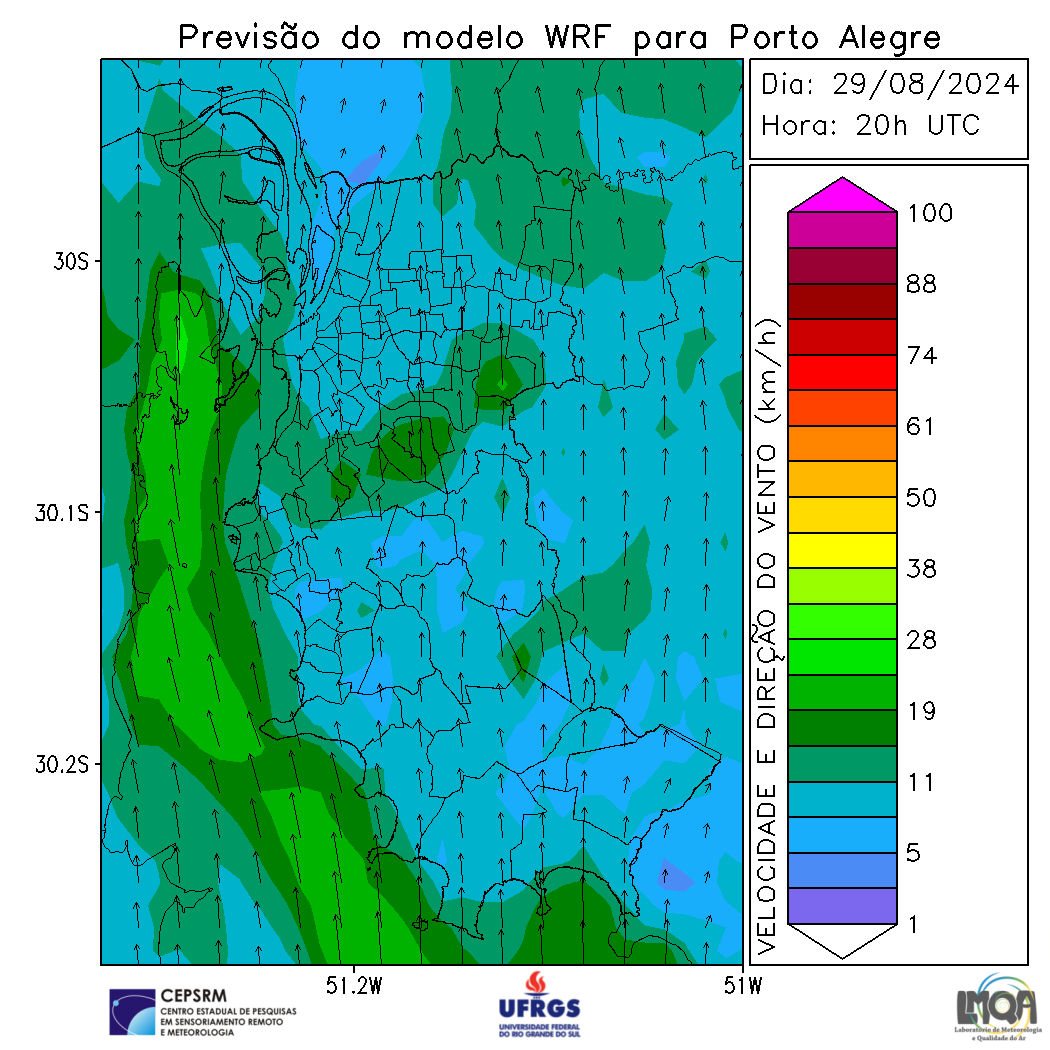 Previsão do modelo WRF para Porto Alegre
Dia: 29/08/2024
Hora: 20h UTC
30S
30.1S
30.2S
51.2W
51W
VELOCIDADE E DIREÇÃO DO VENTO (km/h)
100
88
74
61
50
38
28
19
11
5
1
CEPSRM
CENTRO ESTADUAL DE PESQUISAS
EM SENSORIAMENTO REMOTO
E METEOROLOGIA
UFRGS
UNIVERSIDADE FEDERAL
DO RIO GRANDE DO SUL
LMQA
Laboratório de Meteorologia
e Qualidade do Ar